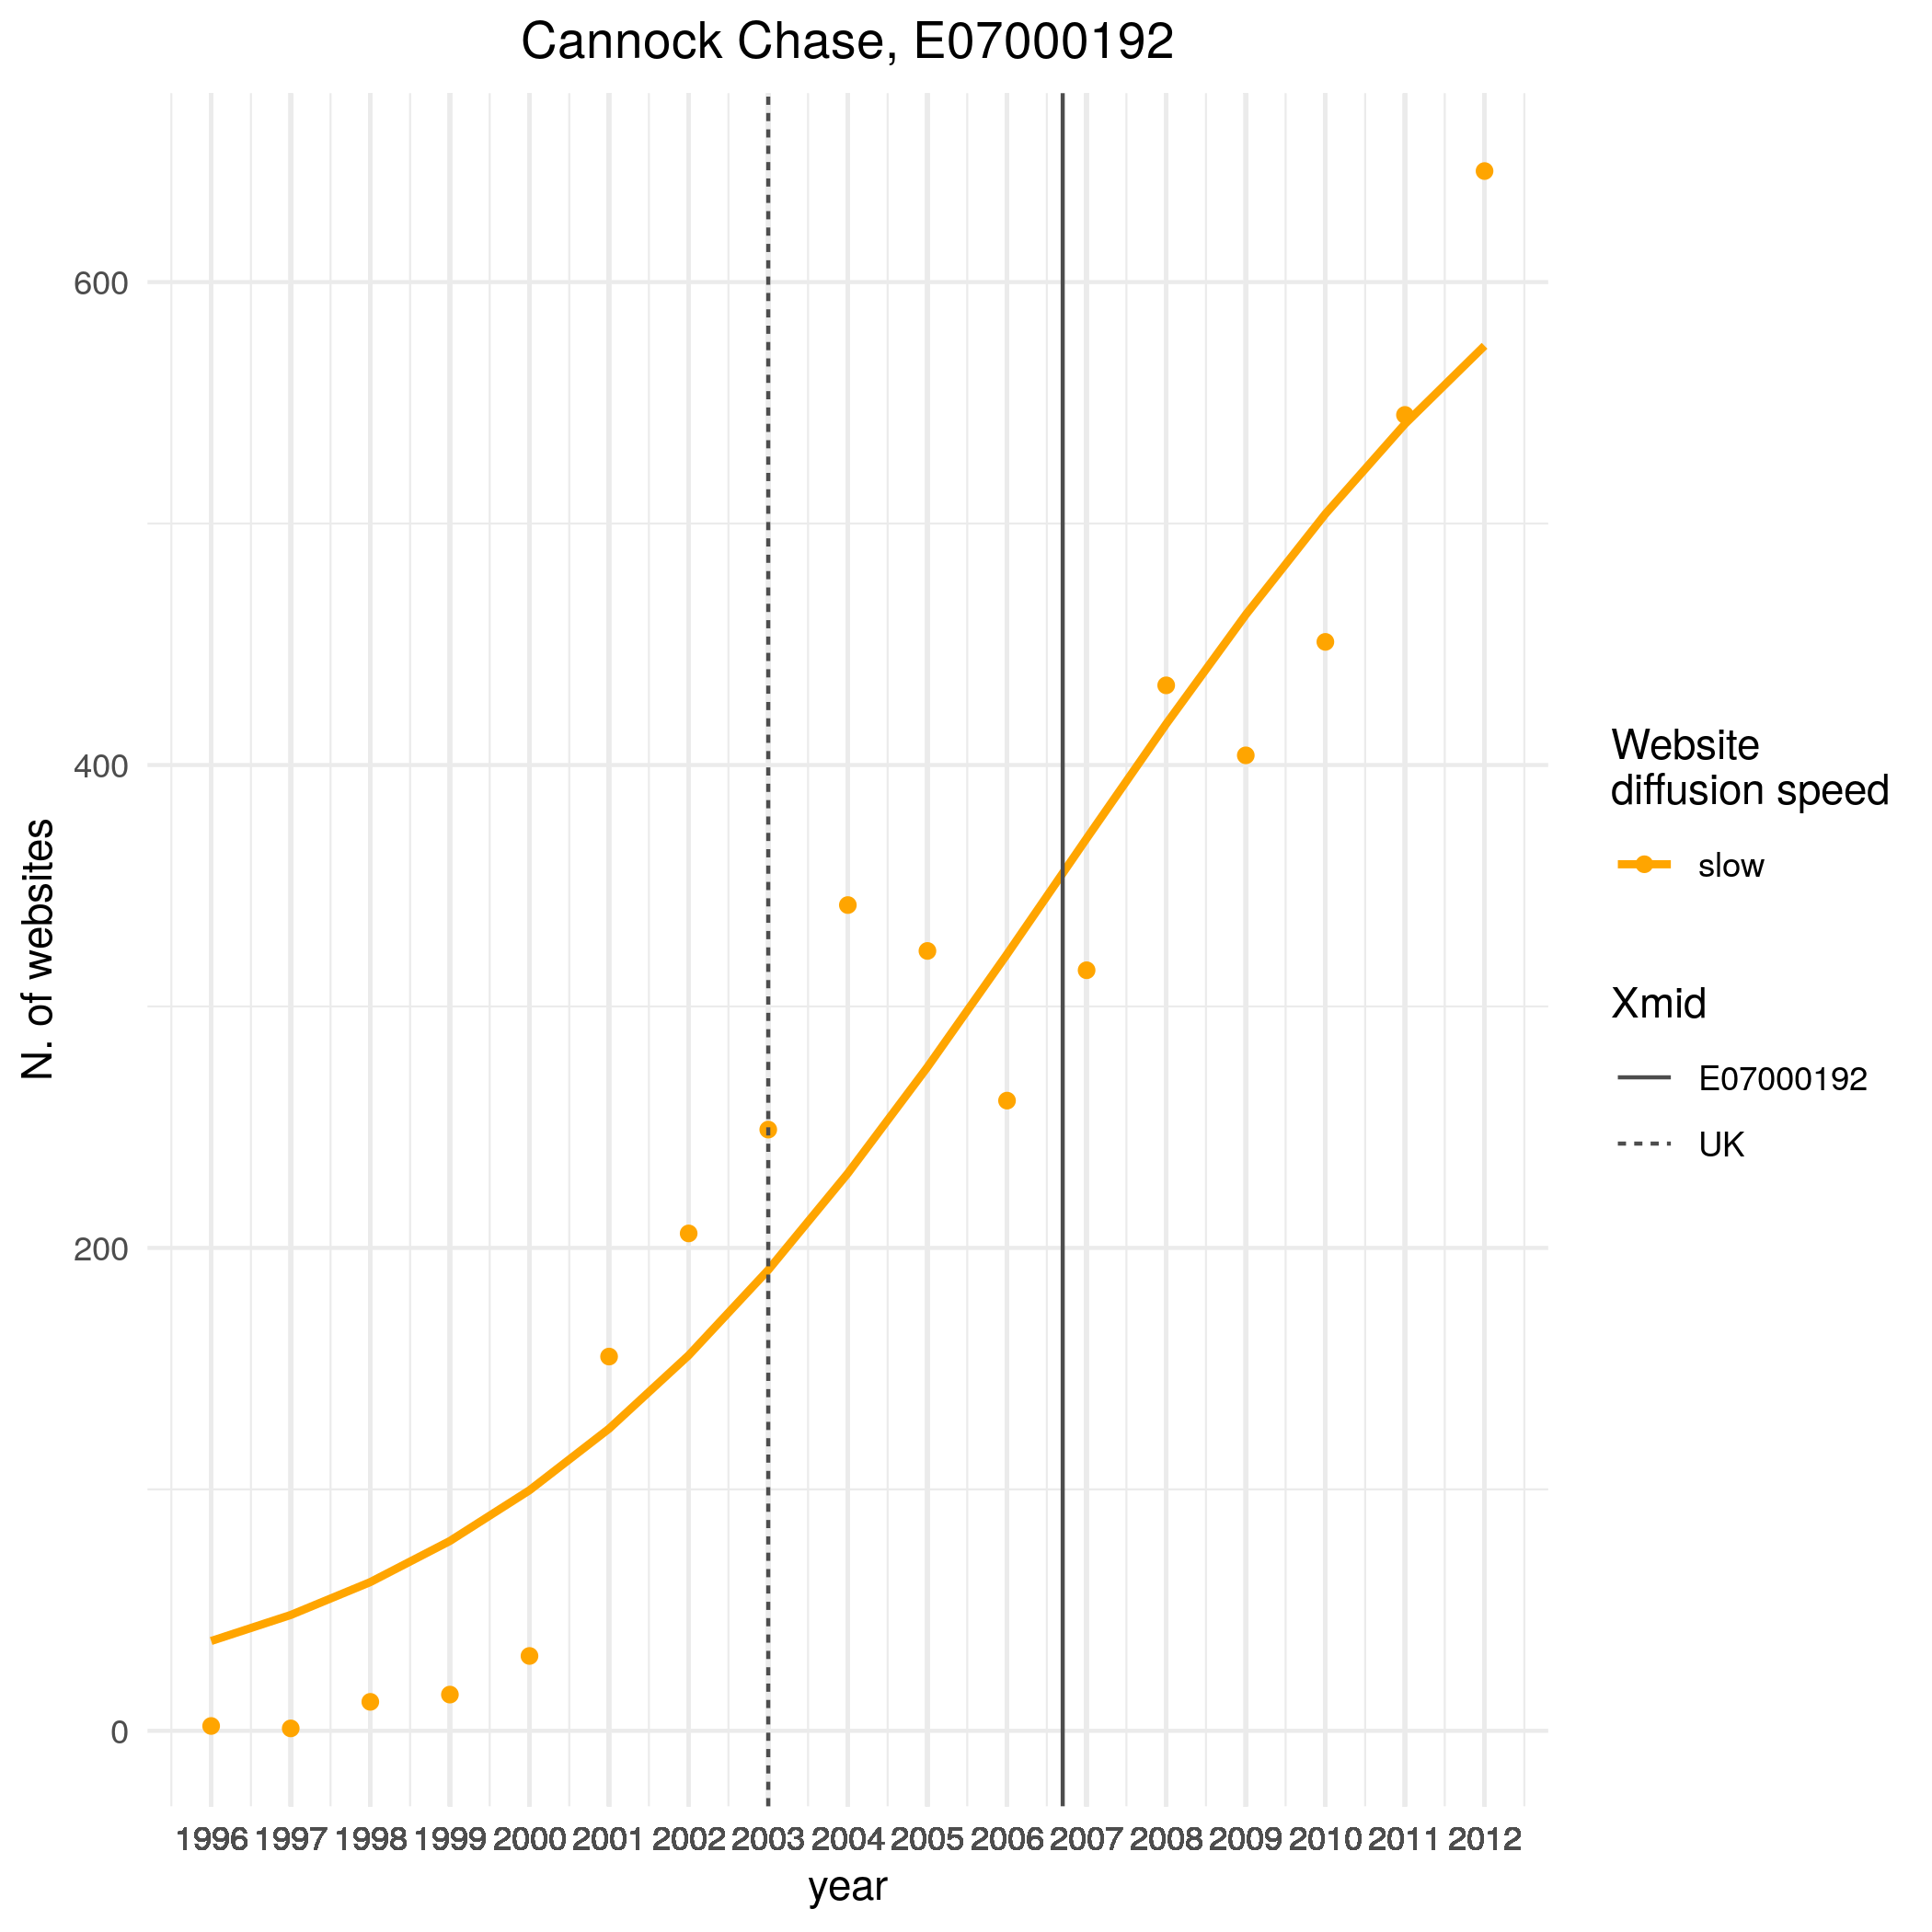 Cannock Chase, E07000192
600
400
200
0
N. of websites
1996 1997 1998 1999 2000 2001 2002 2003 2004 2005 2006 2007 2008 2009 2010 2011 2012
year
Website
diffusion speed
slow
Xmid
E07000192
UK